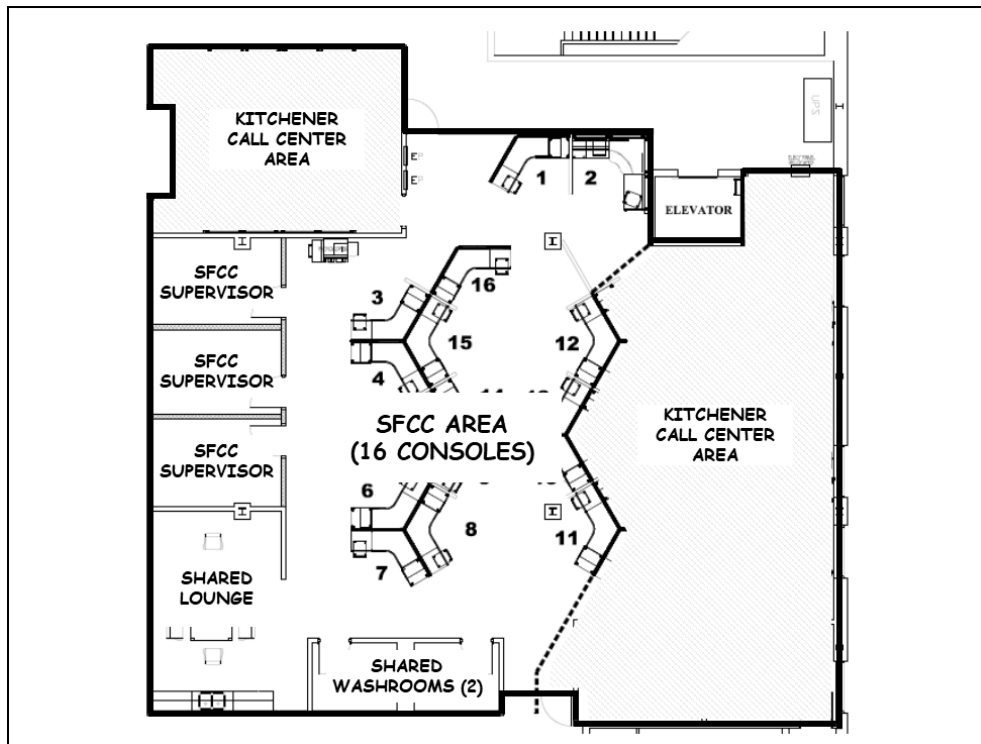 KITCHENER
CALL CENTER
AREA
UPS
1
2
ELEVATOR
SFCC
SUPERVISOR
3
16
15
12
4
SFCC
SUPERVISOR
SFCC AREA
(16 CONSOLES)
KITCHENER
CALL CENTER
AREA
SFCC
SUPERVISOR
6
8
11
7
SHARED
LOUNGE
SHARED
WASHROOMS (2)